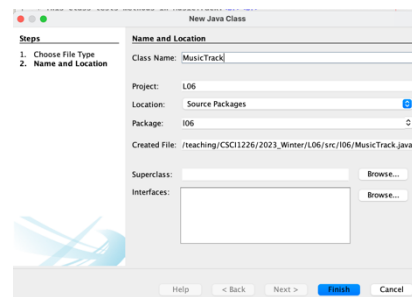 New Java Class
Steps
1. Choose File Type
2. Name and Location
Name and Location
Class Name: MusicTrack
Project: L06
Location: Source Packages
Package: l06
Created File: /teaching/CSCI1226/2023_Winter/L06/src/l06/MusicTrack.java
Superclass: Browse...
Interfaces: Browse...
Help < Back Next > Finish Cancel